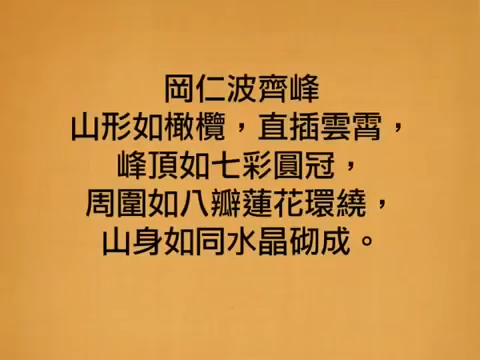 岡仁波齊峰
山形如橄欖，直插雲霄，
峰頂如七彩圓冠，
周圍如八瓣蓮花環繞，
山身如同水晶砌成。